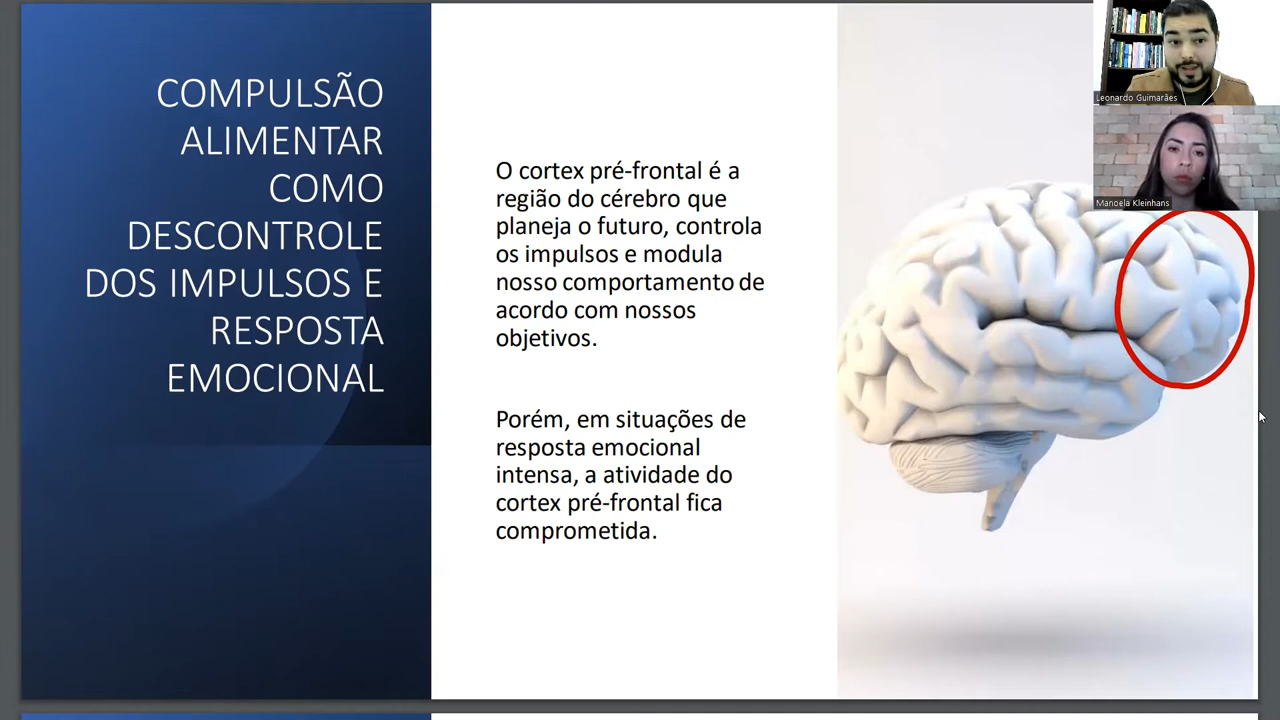 COMPULSÃO
ALIMENTAR
COMO
DESCONTROLE
DOS IMPULSOS E
RESPOSTA
EMOCIONAL
O cortex pré-frontal é a
região do cérebro que
planeja o futuro, controla
os impulsos e modula
nosso comportamento de
acordo com nossos
objetivos.
Porém, em situações de
resposta emocional
intensa, a atividade do
cortex pré-frontal fica
comprometida.
Leonardo Guimarães
Manoela Kleinhans